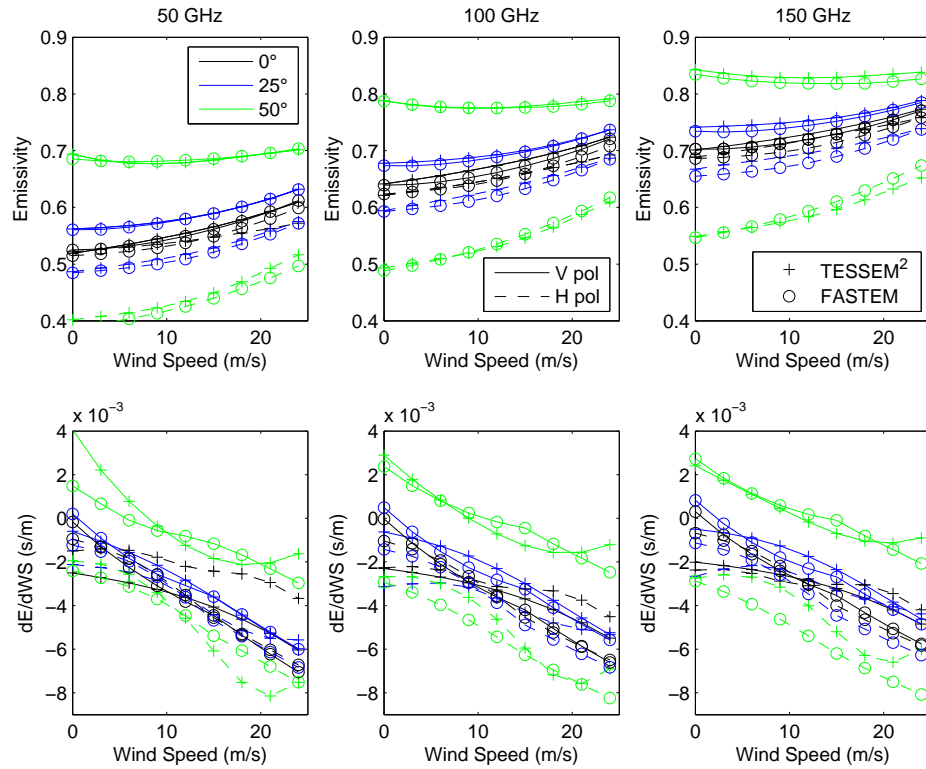 50 GHz
100 GHz
150 GHz
0.9
0.8
0.7
0.6
0.5
0.4
Emissivity
0
10
20
Wind Speed (m/s)
0°
25°
50°
0.9
0.8
0.7
0.6
0.5
0.4
Emissivity
0
10
20
Wind Speed (m/s)
V pol
H pol
0.9
0.8
0.7
0.6
0.5
0.4
Emissivity
0
10
20
Wind Speed (m/s)
TESSEM²
FASTEM
x 10⁻³
4
2
0
−2
−4
−6
−8
dE/dWS (s/m)
0
10
20
Wind Speed (m/s)
x 10⁻³
4
2
0
−2
−4
−6
−8
dE/dWS (s/m)
0
10
20
Wind Speed (m/s)
x 10⁻³
4
2
0
−2
−4
−6
−8
dE/dWS (s/m)
0
10
20
Wind Speed (m/s)